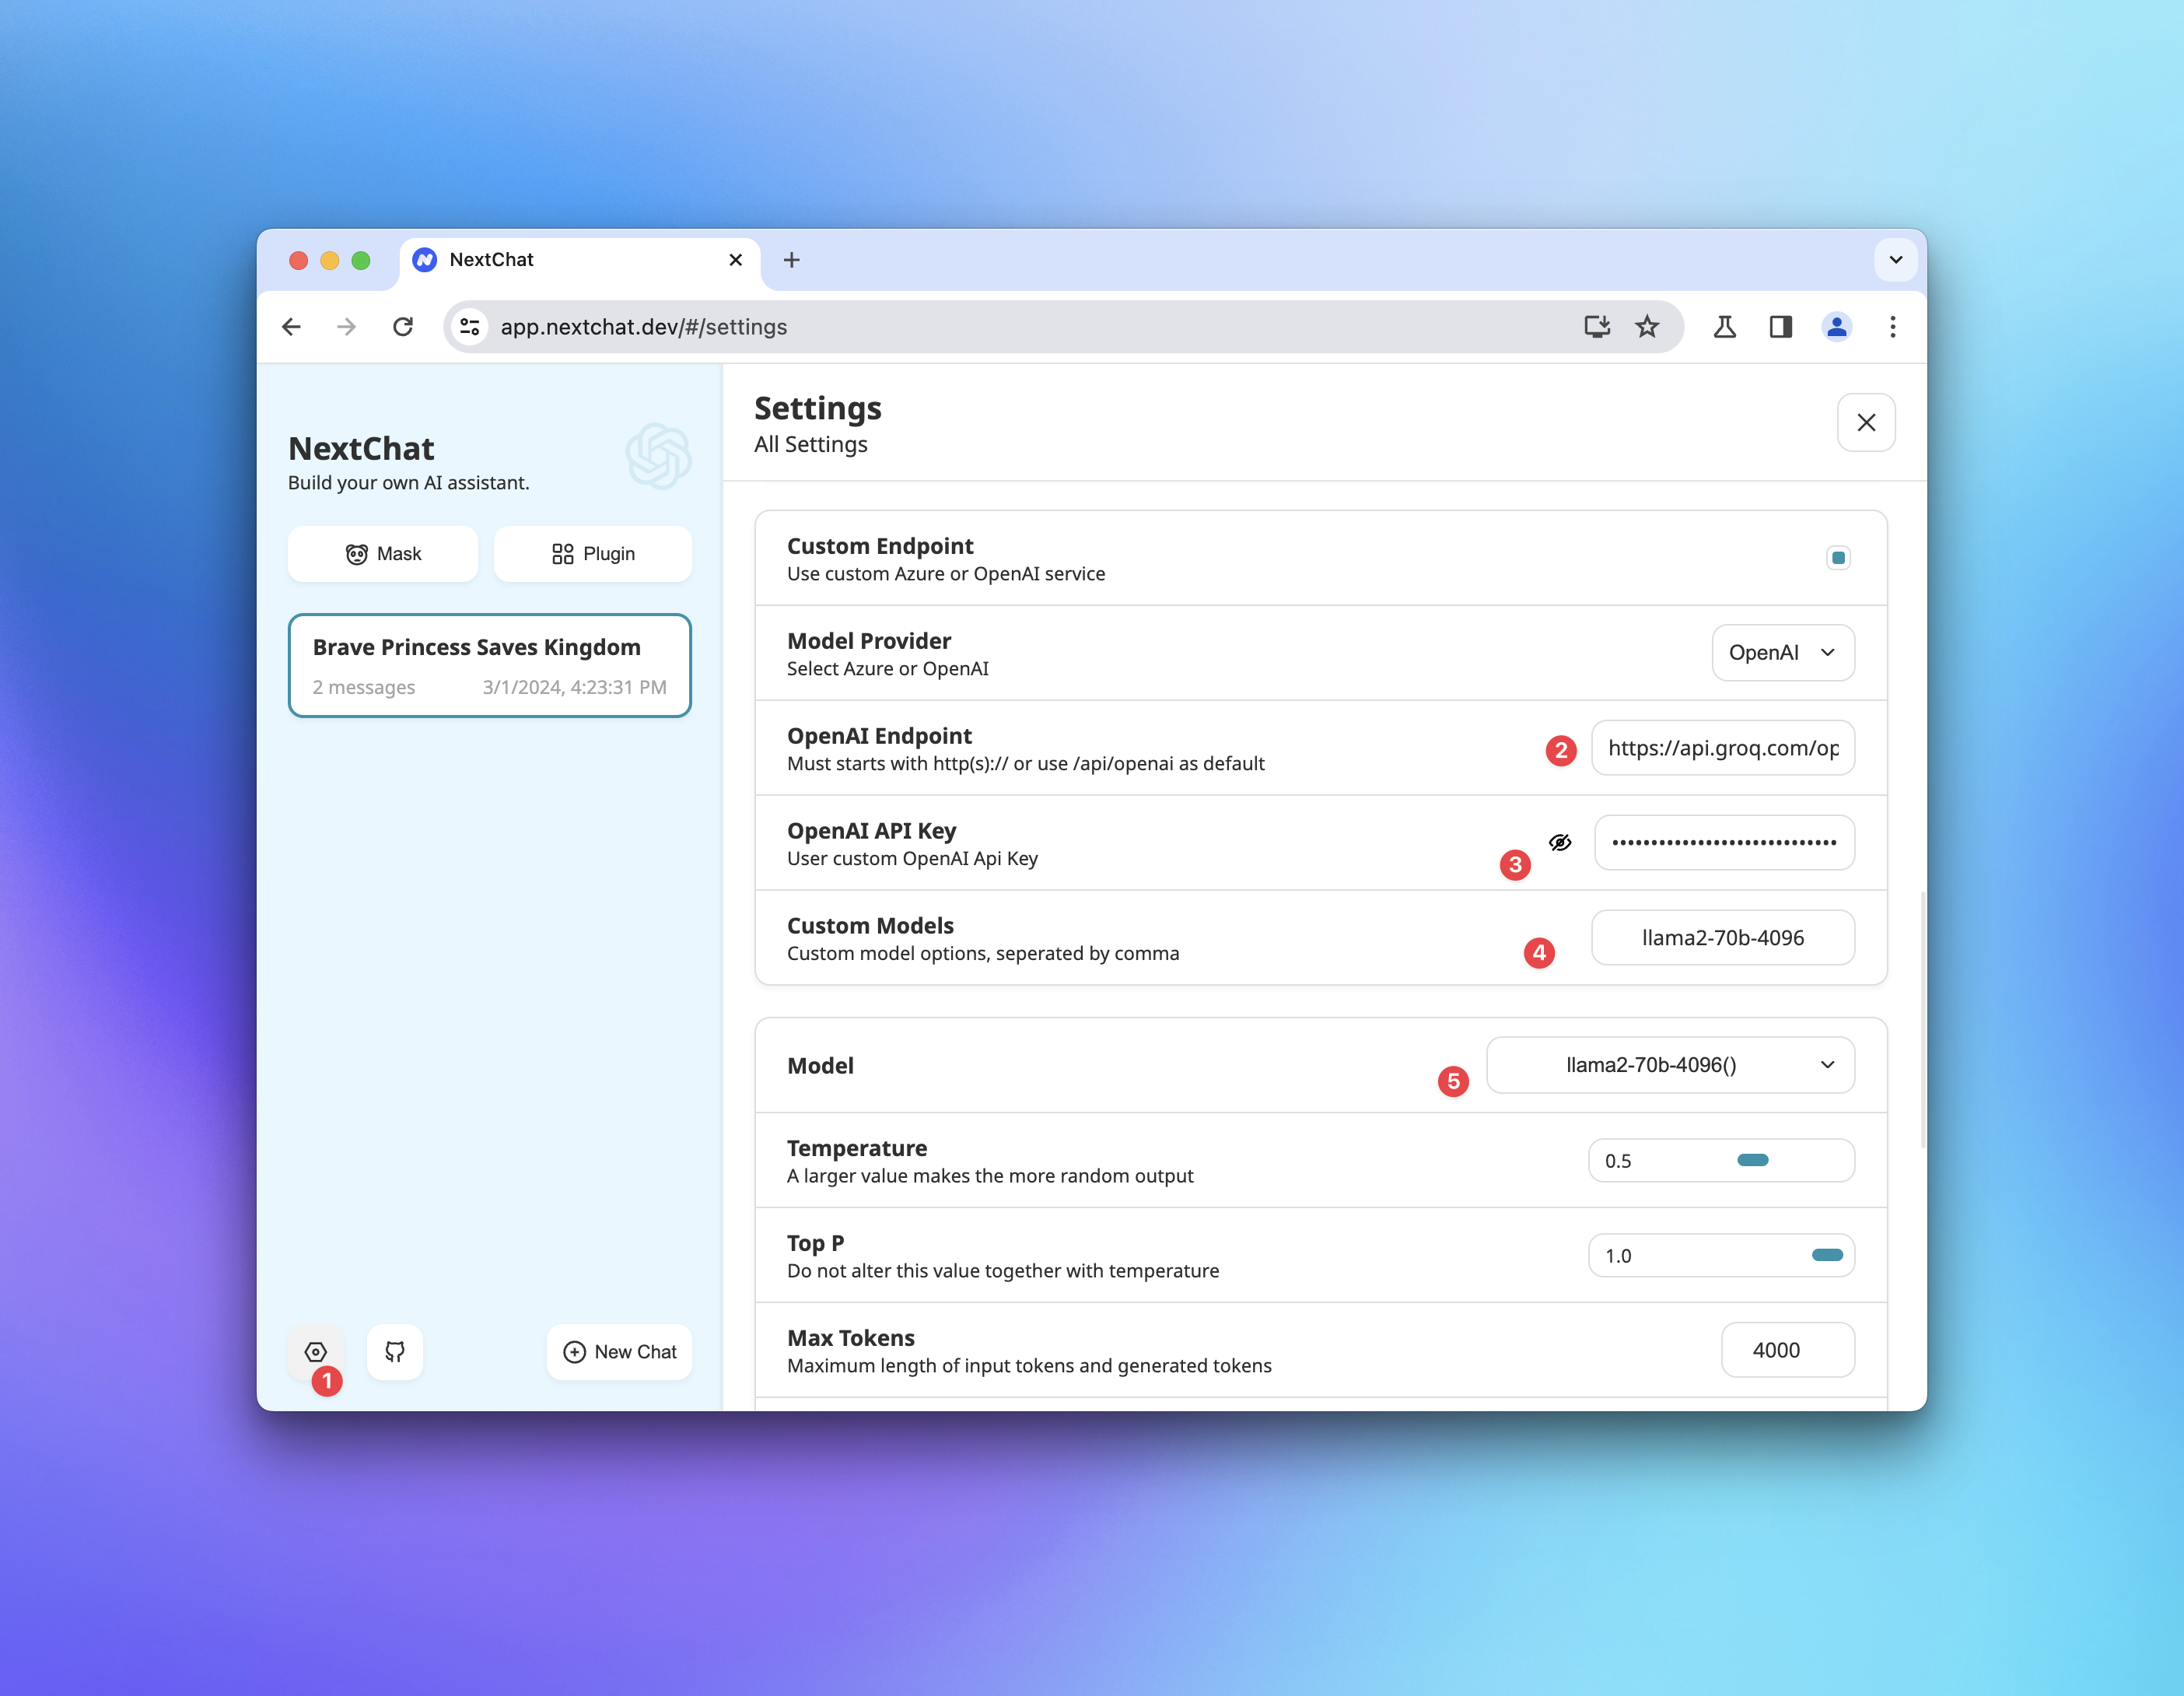 NextChat
app.nextchat.dev/#/settings
NextChat
Build your own AI assistant.
Mask
Plugin
Brave Princess Saves Kingdom
2 messages
3/1/2024, 4:23:31 PM
1
New Chat
Settings
All Settings
Custom Endpoint
Use custom Azure or OpenAI service
Model Provider
Select Azure or OpenAI
OpenAI
OpenAI Endpoint
Must starts with http(s):// or use /api/openai as default
2
https://api.groq.com/op
OpenAI API Key
User custom OpenAI Api Key
3
Custom Models
Custom model options, seperated by comma
4
llama2-70b-4096
Model
5
llama2-70b-4096()
Temperature
A larger value makes the more random output
0.5
Top P
Do not alter this value together with temperature
1.0
Max Tokens
Maximum length of input tokens and generated tokens
4000